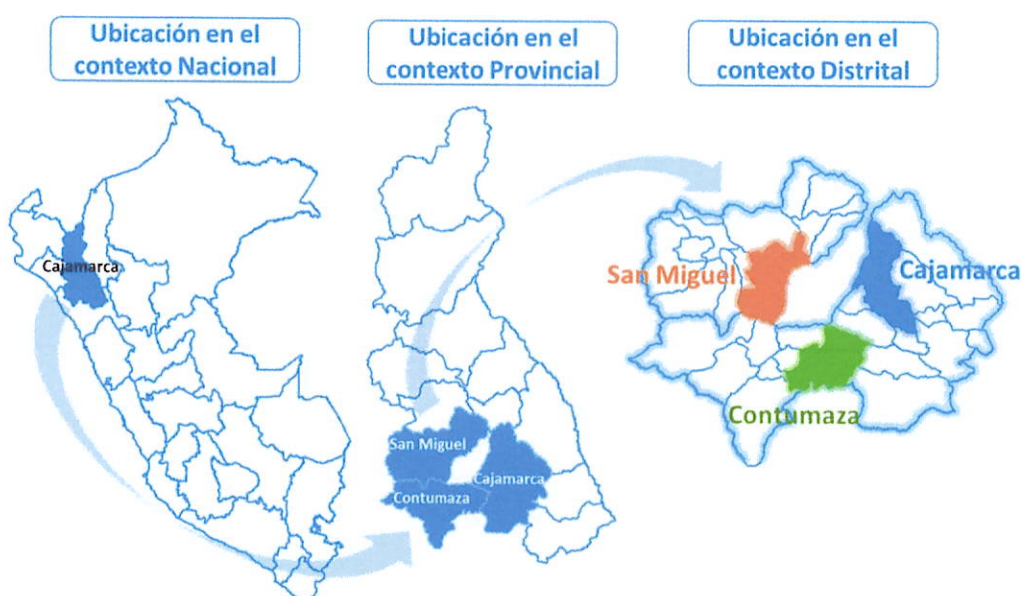 Ubicación en el
contexto Nacional
Ubicación en el
contexto Provincial
Ubicación en el
contexto Distrital
Cajamarca
San Miguel
Cajamarca
Contumaza
San Miguel
Cajamarca
Contumaza